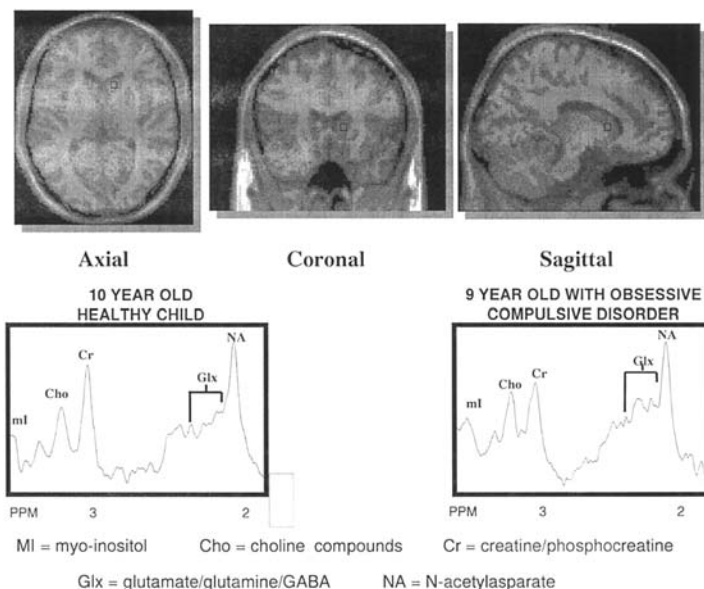 Axial Coronal Sagittal
10 YEAR OLD
HEALTHY CHILD
NA
Cr
Glx
Cho
mI
PPM 3 2
9 YEAR OLD WITH OBSESSIVE
COMPULSIVE DISORDER
NA
Glx
Cho Cr
mI
PPM 3 2
MI = myo-inositol Cho = choline compounds Cr = creatine/phosphocreatine
Glx = glutamate/glutamine/GABA NA = N-acetylasparate